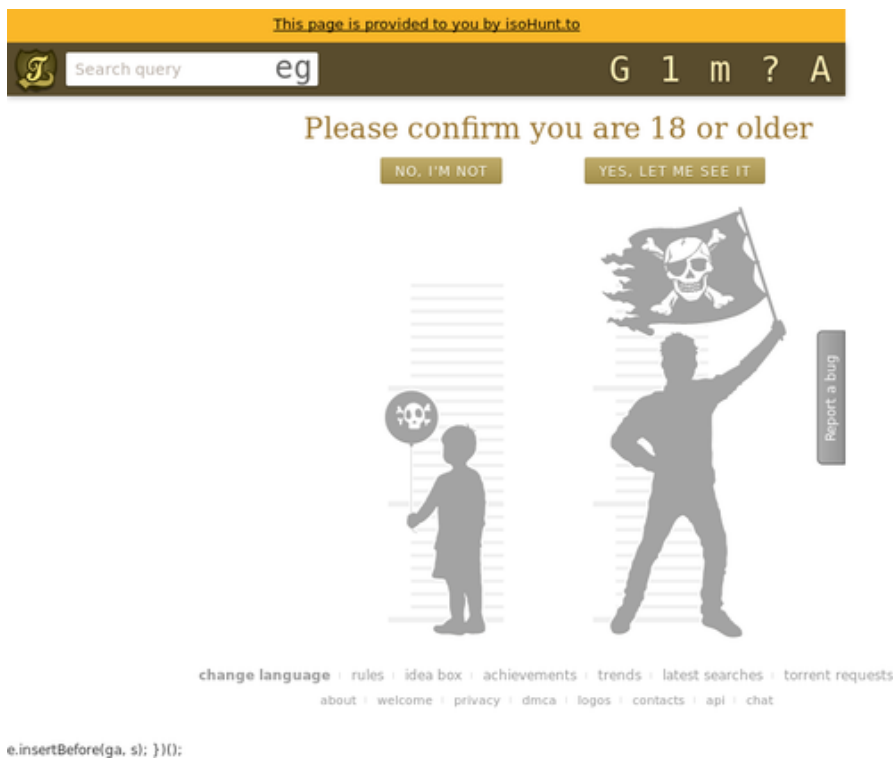 This page is provided to you by isoHunt.to
Search query eg G 1 m ? A
Please confirm you are 18 or older
NO, I'M NOT YES, LET ME SEE IT
Report a bug
change language rules idea box achievements trends latest searches torrent requests
about welcome privacy dmca logos contacts api chat
e.insertBefore(ga, s); })();